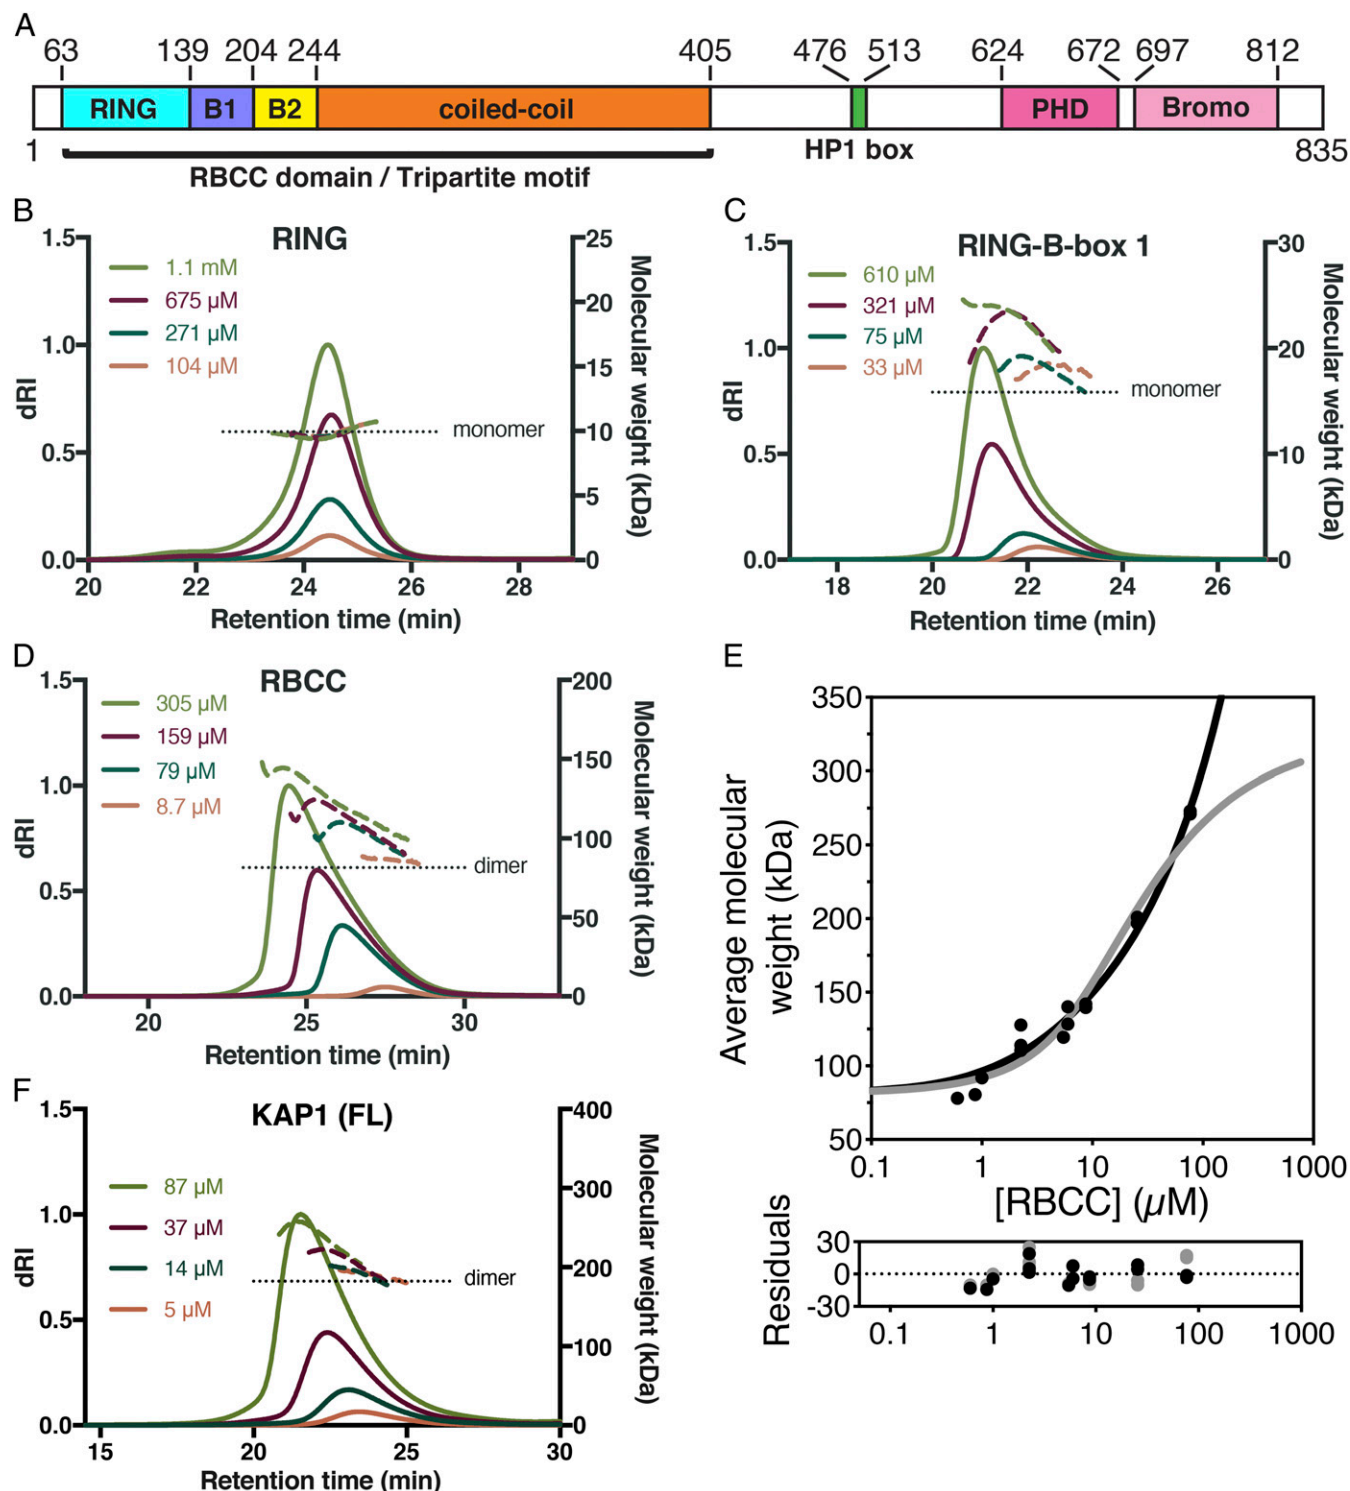 A
63 139 204 244 405 476 513 624 672 697 812
RING B1 B2 coiled-coil PHD Bromo
1 HP1 box 835
RBCC domain / Tripartite motif
B
RING
1.5 25
1.1 mM
675 µM
271 µM
104 µM
20
1.0 15
monomer
10
0.5
5
0.0 0
20 22 24 26 28
dRI
Molecular weight (kDa)
Retention time (min)
C
RING-B-box 1
1.5 30
610 µM
321 µM
75 µM
33 µM
1.0 20
monomer
0.5 10
0.0 0
18 20 22 24 26
dRI
Molecular weight (kDa)
Retention time (min)
D
RBCC
1.5 200
305 µM
159 µM
79 µM
8.7 µM
150
1.0
100
dimer
0.5 50
0.0 0
20 25 30
dRI
Molecular weight (kDa)
Retention time (min)
E
350
300
250
200
150
100
50
0.1 1 10 100 1000
Average molecular
weight (kDa)
[RBCC] (µM)
Residuals
30
0
-30
0.1 1 10 100 1000
F
KAP1 (FL)
1.5 400
87 µM
37 µM
14 µM
5 µM
300
1.0
200
dimer
0.5 100
0.0 0
15 20 25 30
dRI
Molecular weight (kDa)
Retention time (min)